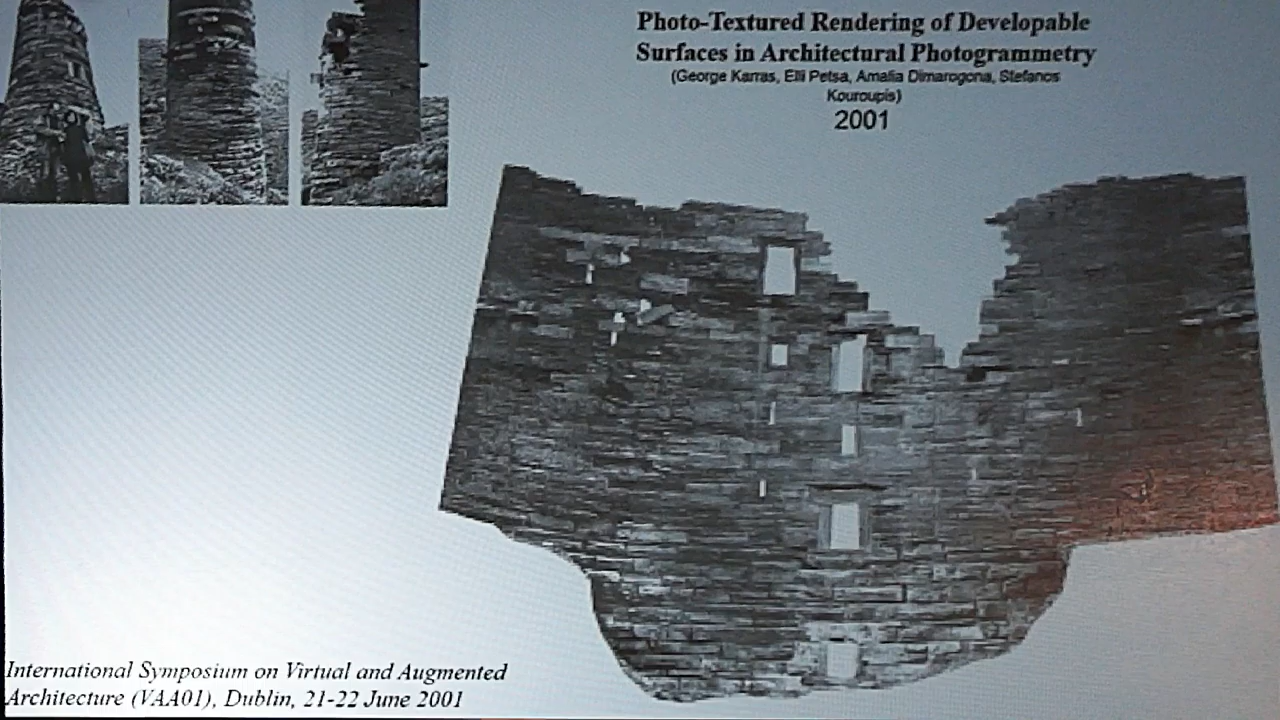 Photo-Textured Rendering of Developable
Surfaces in Architectural Photogrammetry
(George Karras, Elli Petsa, Amalia Dimarogona, Stefanos
Kouroupis)
2001
International Symposium on Virtual and Augmented
Architecture (VAA01), Dublin, 21-22 June 2001